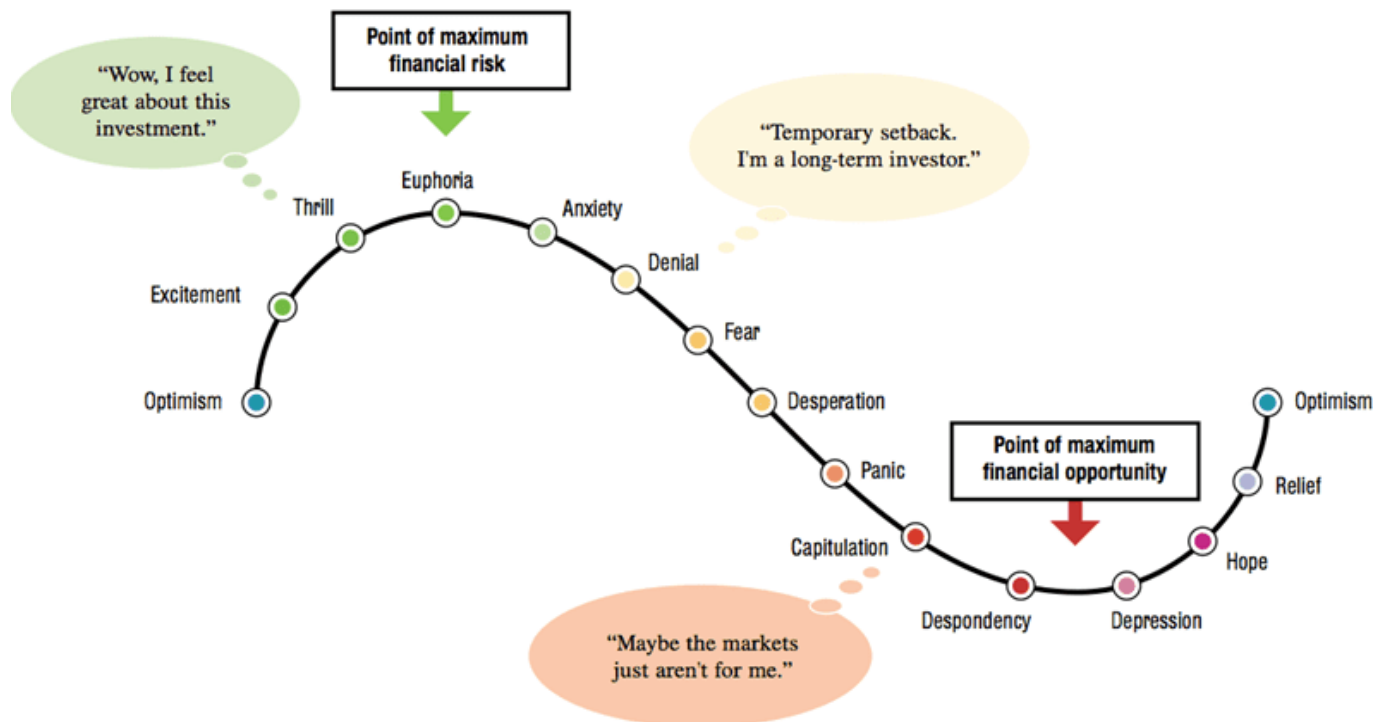 Point of maximum
financial risk
“Wow, I feel
great about this
investment.”
“Temporary setback.
I'm a long-term investor.”
Euphoria
Thrill
Anxiety
Denial
Excitement
Fear
Optimism
Desperation
Optimism
Point of maximum
financial opportunity
Panic
Relief
Capitulation
Hope
Despondency
Depression
“Maybe the markets
just aren't for me.”